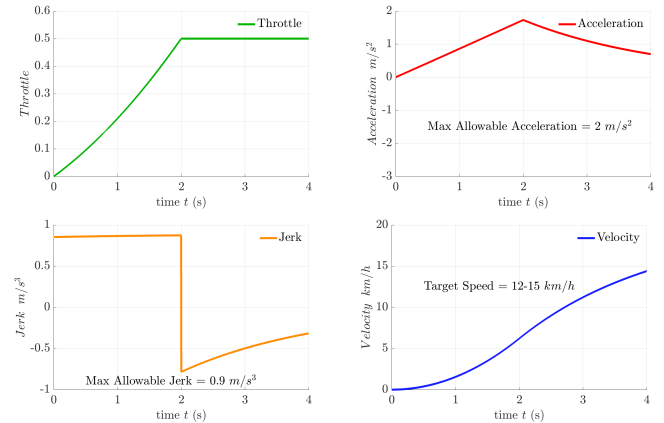 0.6
0.5
0.4
0.3
0.2
0.1
0
Throttle
Throttle
0 1 2 3 4
time t (s)
2
1
0
-1
-2
-3
Acceleration m/s²
Acceleration
Max Allowable Acceleration = 2 m/s²
0 1 2 3 4
time t (s)
1
0.5
0
-0.5
-1
Jerk m/s³
Jerk
Max Allowable Jerk = 0.9 m/s³
0 1 2 3 4
time t (s)
20
15
10
5
0
Velocity km/h
Velocity
Target Speed = 12-15 km/h
0 1 2 3 4
time t (s)